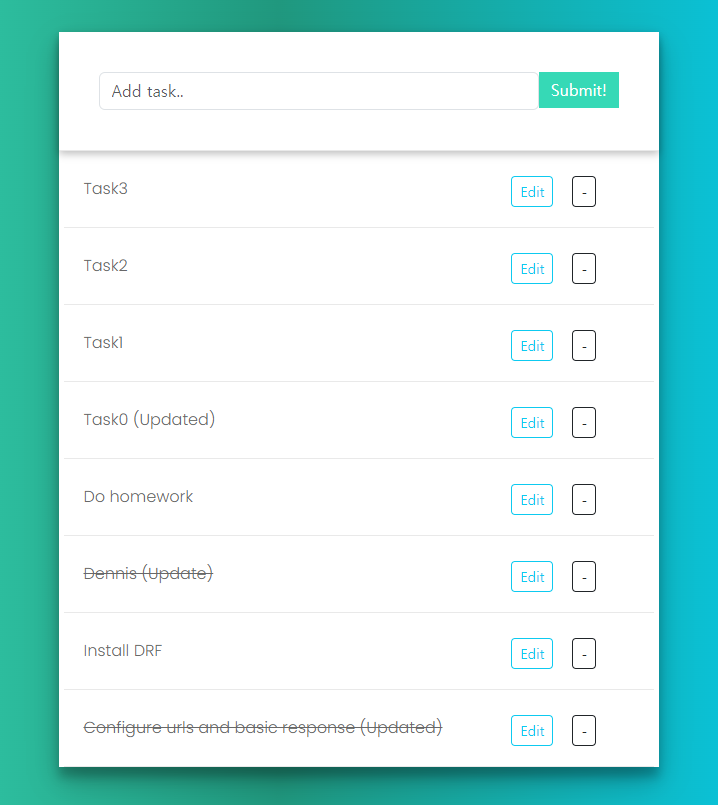 Add task.. Submit!
Task3 Edit -
Task2 Edit -
Task1 Edit -
Task0 (Updated) Edit -
Do homework Edit -
Dennis (Update) Edit -
Install DRF Edit -
Configure urls and basic response (Updated) Edit -